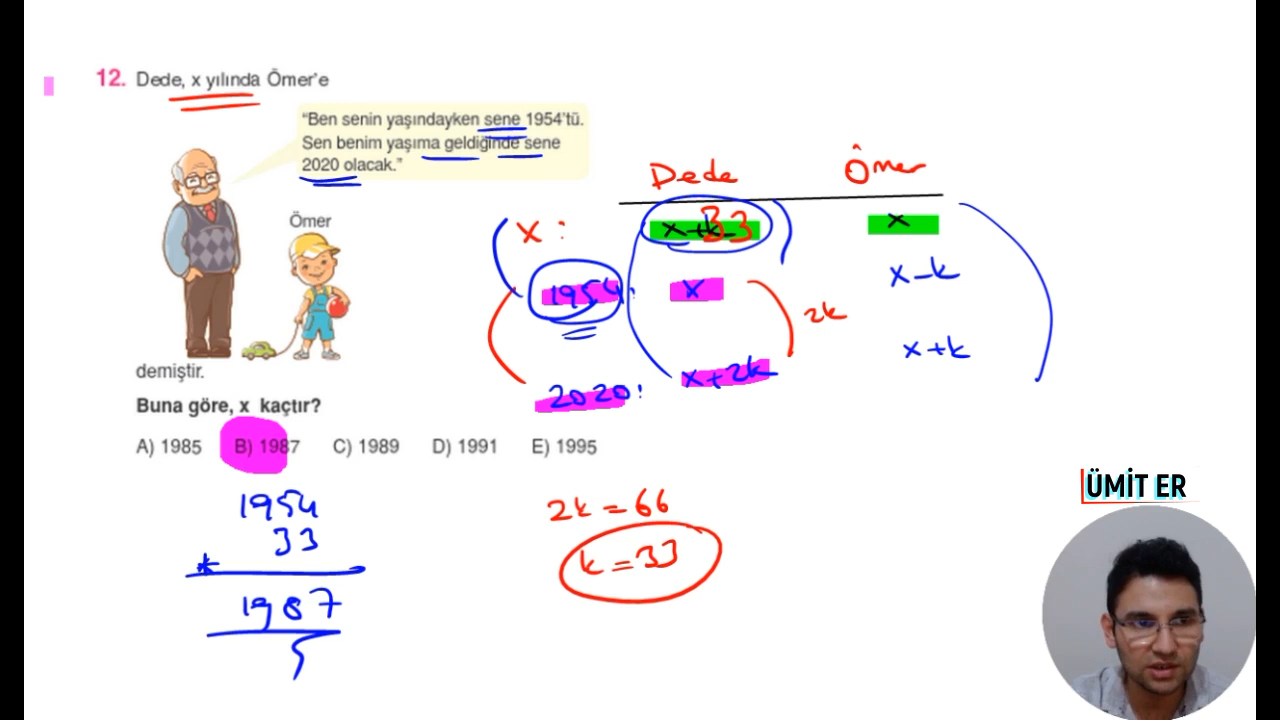 12. Dede, x yılında Ömer'e
"Ben senin yaşındayken sene 1954'tü.
Sen benim yaşıma geldiğinde sene
2020 olacak."
Ömer
demiştir.
Buna göre, x kaçtır?
A) 1985 B) 1987 C) 1989 D) 1991 E) 1995
Dede Ömer
x : x+k 33 x
1954: x x-k
2k
2020: x+2k x+k
1954
33
+
1987
2k = 66
k = 33
ÜMİT ER